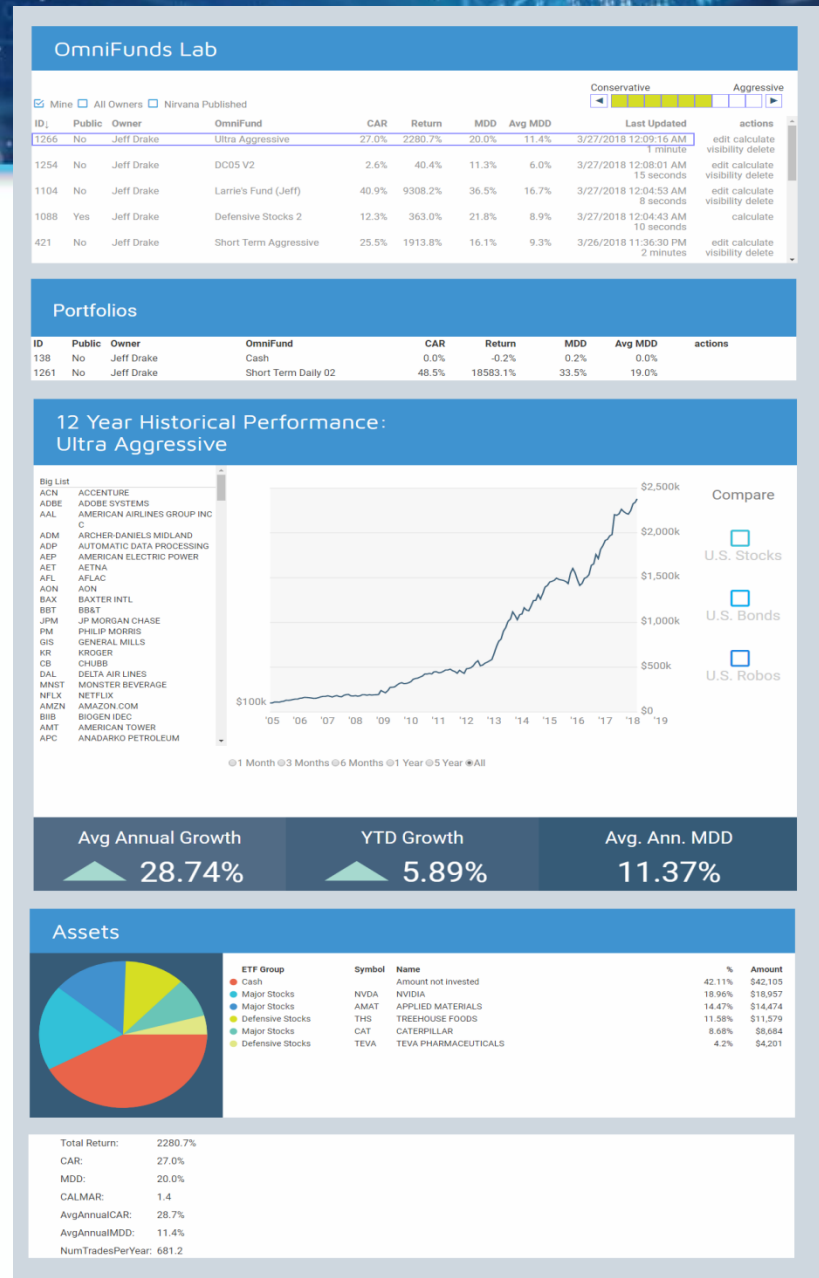 OmniFunds Lab
Conservative Aggressive
Mine All Owners Nirvana Published
ID↓ Public Owner OmniFund CAR Return MDD Avg MDD Last Updated actions
1266 No Jeff Drake Ultra Aggressive 27.0% 2280.7% 20.0% 11.4% 3/27/2018 12:09:16 AM edit calculate
1 minute visibility delete
1254 No Jeff Drake DC05 V2 2.6% 40.4% 11.3% 6.0% 3/27/2018 12:08:01 AM edit calculate
15 seconds visibility delete
1104 No Jeff Drake Larrie's Fund (Jeff) 40.9% 9308.2% 36.5% 16.7% 3/27/2018 12:04:53 AM edit calculate
8 seconds visibility delete
1088 Yes Jeff Drake Defensive Stocks 2 12.3% 363.0% 21.8% 8.9% 3/27/2018 12:04:43 AM calculate
10 seconds
421 No Jeff Drake Short Term Aggressive 25.5% 1913.8% 16.1% 9.3% 3/26/2018 11:36:30 PM edit calculate
2 minutes visibility delete
Portfolios
ID Public Owner OmniFund CAR Return MDD Avg MDD actions
138 No Jeff Drake Cash 0.0% -0.2% 0.2% 0.0%
1261 No Jeff Drake Short Term Daily 02 48.5% 18583.1% 33.5% 19.0%
12 Year Historical Performance:
Ultra Aggressive
Big List
ACN ACCENTURE
ADBE ADOBE SYSTEMS
AAL AMERICAN AIRLINES GROUP INC
C
ADM ARCHER-DANIELS MIDLAND
ADP AUTOMATIC DATA PROCESSING
AEP AMERICAN ELECTRIC POWER
AET AETNA
AFL AFLAC
AON AON
BAX BAXTER INTL
BBT BB&T
JPM JP MORGAN CHASE
PM PHILIP MORRIS
GIS GENERAL MILLS
KR KROGER
CB CHUBB
DAL DELTA AIR LINES
MNST MONSTER BEVERAGE
NFLX NETFLIX
AMZN AMAZON.COM
BIIB BIOGEN IDEC
AMT AMERICAN TOWER
APC ANADARKO PETROLEUM
$2,500k
$2,000k
$1,500k
$1,000k
$500k
$0
$100k
'05 '06 '07 '08 '09 '10 '11 '12 '13 '14 '15 '16 '17 '18 '19
1 Month 3 Months 6 Months 1 Year 5 Year All
Compare
U.S. Stocks
U.S. Bonds
U.S. Robos
Avg Annual Growth
28.74%
YTD Growth
5.89%
Avg. Ann. MDD
11.37%
Assets
ETF Group Symbol Name % Amount
Cash Amount not invested 42.11% $42,105
Major Stocks NVDA NVIDIA 18.96% $18,957
Major Stocks AMAT APPLIED MATERIALS 14.47% $14,474
Defensive Stocks THS TREEHOUSE FOODS 11.58% $11,579
Major Stocks CAT CATERPILLAR 8.68% $8,684
Defensive Stocks TEVA TEVA PHARMACEUTICALS 4.2% $4,201
Total Return: 2280.7%
CAR: 27.0%
MDD: 20.0%
CALMAR: 1.4
AvgAnnualCAR: 28.7%
AvgAnnualMDD: 11.4%
NumTradesPerYear: 681.2